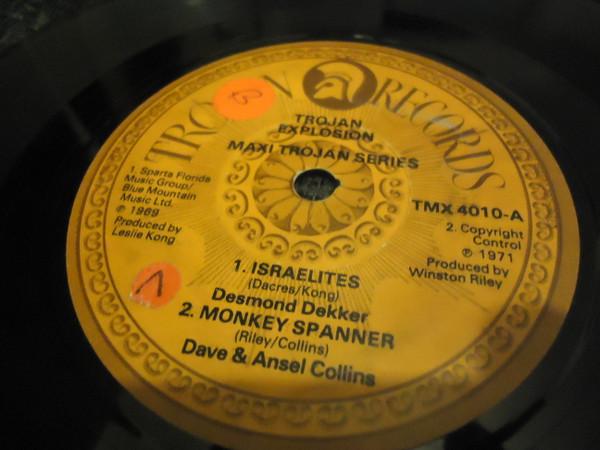 TROJAN RECORDS
TROJAN
EXPLOSION
MAXI TROJAN SERIES
1. Sparta Florida
Music Group/
Blue Mountain
Music Ltd.
℗ 1969
Produced by
Leslie Kong
TMX 4010-A
2. Copyright
Control
℗ 1971
Produced by
Winston Riley
1. ISRAELITES
(Dacres/Kong)
Desmond Dekker
2. MONKEY SPANNER
(Riley/Collins)
Dave & Ansel Collins